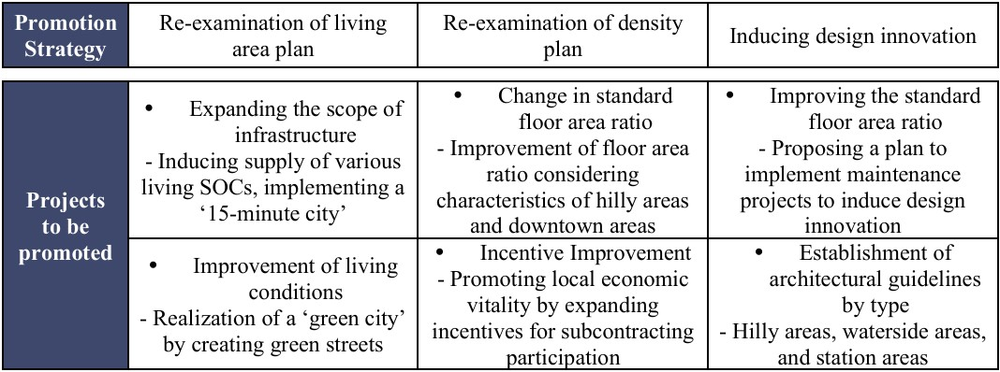 Promotion
Strategy
Re-examination of living
area plan
Re-examination of density
plan
Inducing design innovation
Projects
to be
promoted
• Expanding the scope of
infrastructure
- Inducing supply of various
living SOCs, implementing a
‘15-minute city’
• Change in standard
floor area ratio
- Improvement of floor area
ratio considering
characteristics of hilly areas
and downtown areas
• Improving the standard
floor area ratio
- Proposing a plan to
implement maintenance
projects to induce design
innovation
• Improvement of living
conditions
- Realization of a ‘green city’
by creating green streets
• Incentive Improvement
- Promoting local economic
vitality by expanding
incentives for subcontracting
participation
• Establishment of
architectural guidelines
by type
- Hilly areas, waterside areas,
and station areas